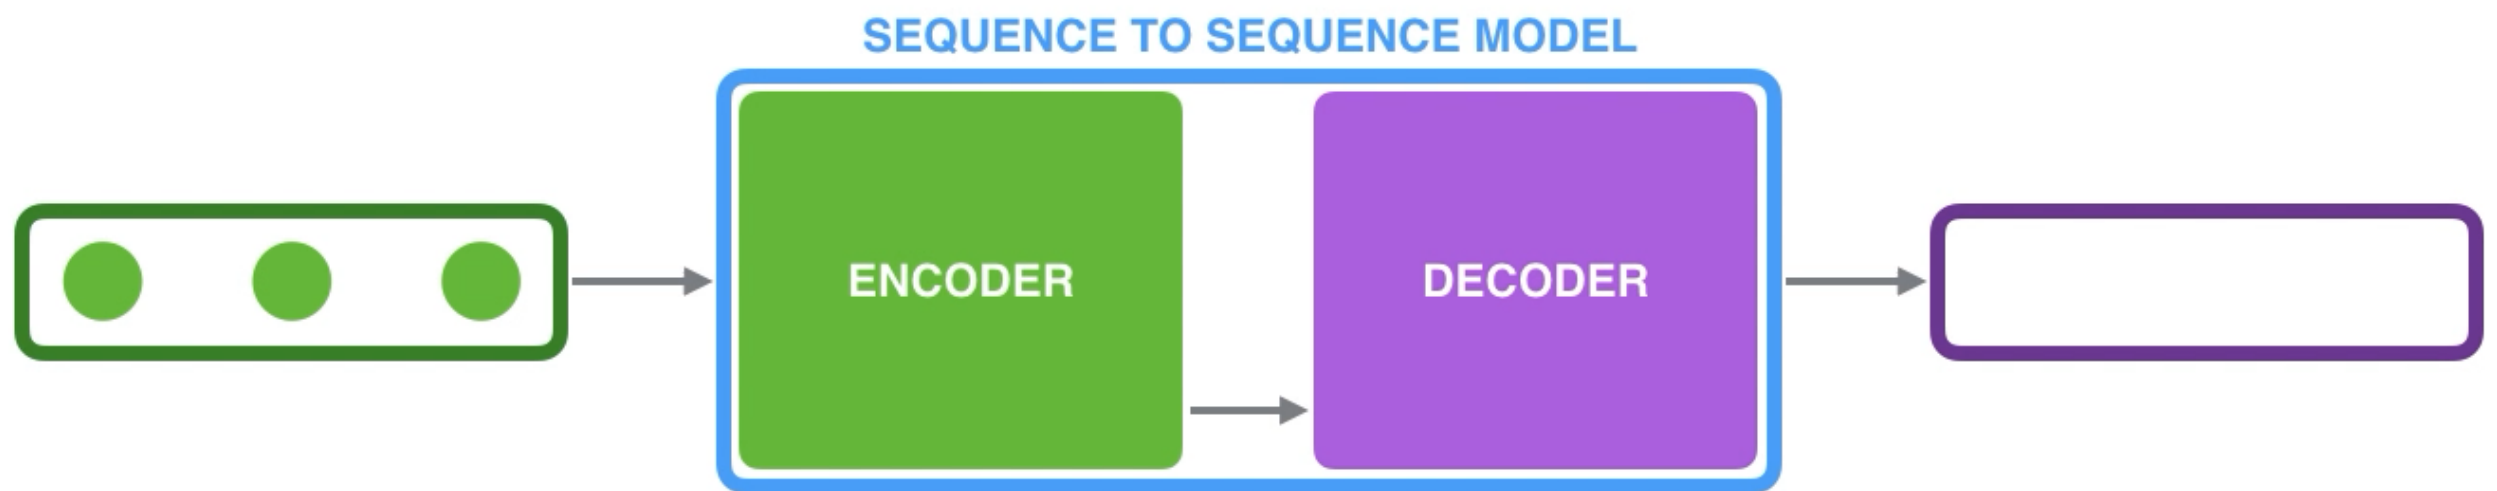 SEQUENCE TO SEQUENCE MODEL
ENCODER
DECODER